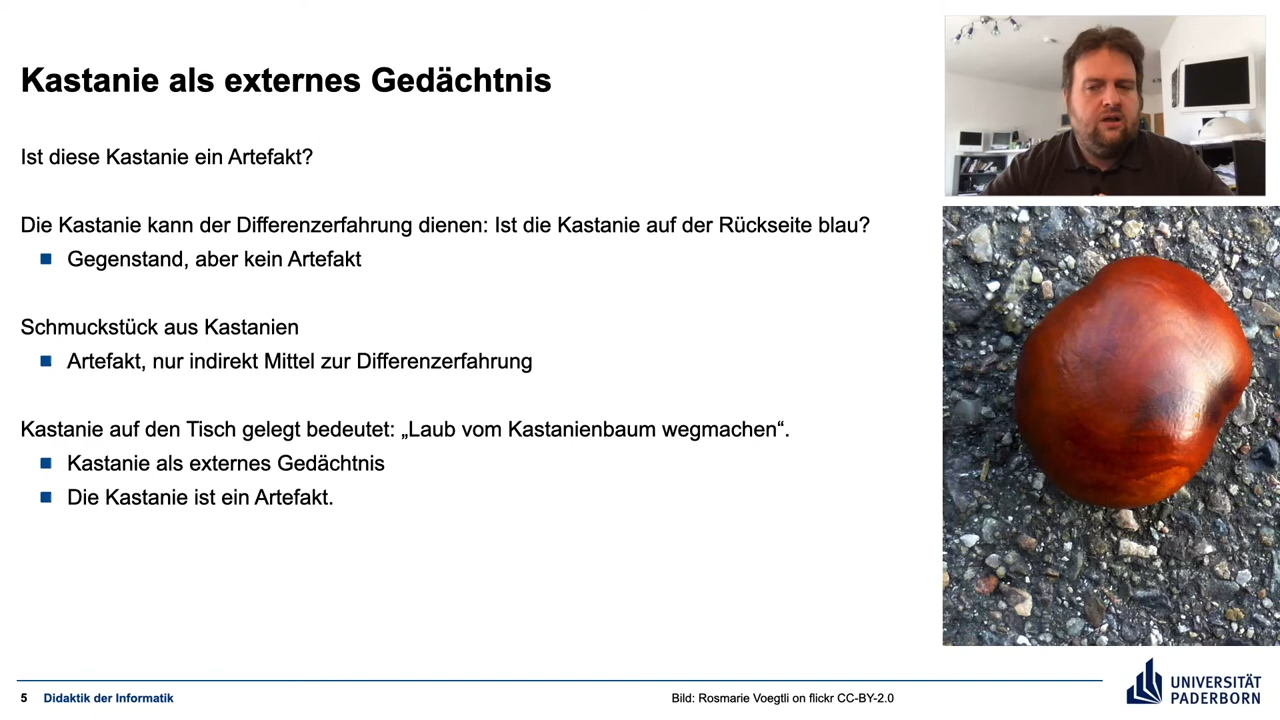 Kastanie als externes Gedächtnis
Ist diese Kastanie ein Artefakt?
Die Kastanie kann der Differenzerfahrung dienen: Ist die Kastanie auf der Rückseite blau?
Gegenstand, aber kein Artefakt
Schmuckstück aus Kastanien
Artefakt, nur indirekt Mittel zur Differenzerfahrung
Kastanie auf den Tisch gelegt bedeutet: „Laub vom Kastanienbaum wegmachen“.
Kastanie als externes Gedächtnis
Die Kastanie ist ein Artefakt.
5 Didaktik der Informatik
Bild: Rosmarie Voegtli on flickr CC-BY-2.0
UNIVERSITÄT
PADERBORN